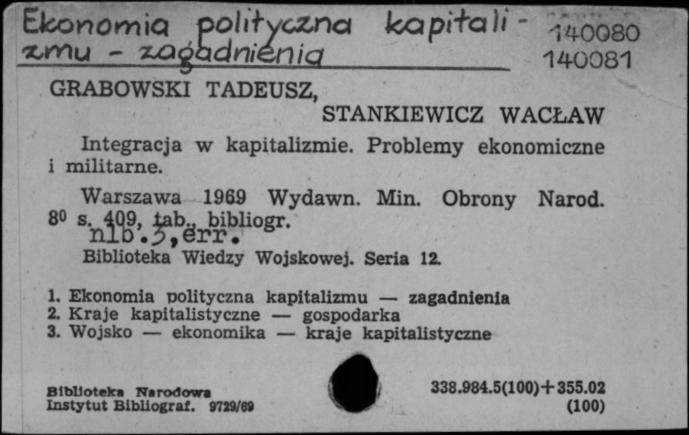 Ekonomia polityczna kapitali-
zmu - zagadnienia
140080
140081
GRABOWSKI TADEUSZ,
STANKIEWICZ WACŁAW
Integracja w kapitalizmie. Problemy ekonomiczne
i militarne.
Warszawa 1969 Wydawn. Min. Obrony Narod.
8⁰ s. 409, tab., bibliogr.
nlb.3, err.
Biblioteka Wiedzy Wojskowej. Seria 12.
1. Ekonomia polityczna kapitalizmu — zagadnienia
2. Kraje kapitalistyczne — gospodarka
3. Wojsko — ekonomika — kraje kapitalistyczne
Biblioteka Narodowa
Instytut Bibliograf. 9729/69
338.984.5(100)+355.02
(100)